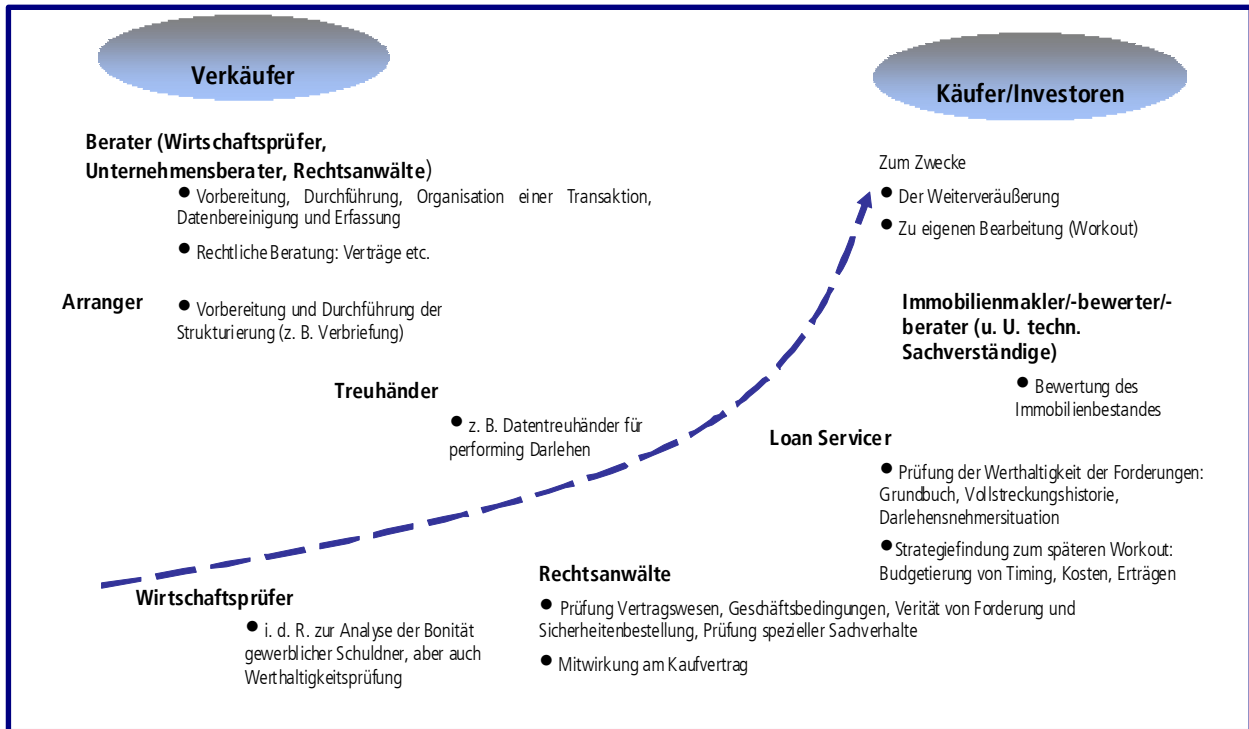 Verkäufer
Käufer/Investoren
Berater (Wirtschaftsprüfer,
Unternehmensberater, Rechtsanwälte)
● Vorbereitung, Durchführung, Organisation einer Transaktion,
Datenbereinigung und Erfassung
● Rechtliche Beratung: Verträge etc.
Arranger
● Vorbereitung und Durchführung der
Strukturierung (z. B. Verbriefung)
Treuhänder
● z. B. Datentreuhänder für
performing Darlehen
Zum Zwecke
● Der Weiterveräußerung
● Zu eigenen Bearbeitung (Workout)
Immobilienmakler/-bewerter/-
berater (u. U. techn.
Sachverständige)
● Bewertung des
Immobilienbestandes
Loan Servicer
● Prüfung der Werthaltigkeit der Forderungen:
Grundbuch, Vollstreckungshistorie,
Darlehensnehmersituation
● Strategiefindung zum späteren Workout:
Budgetierung von Timing, Kosten, Erträgen
Wirtschaftsprüfer
● i. d. R. zur Analyse der Bonität
gewerblicher Schuldner, aber auch
Werthaltigkeitsprüfung
Rechtsanwälte
● Prüfung Vertragswesen, Geschäftsbedingungen, Verität von Forderung und
Sicherheitenbestellung, Prüfung spezieller Sachverhalte
● Mitwirkung am Kaufvertrag